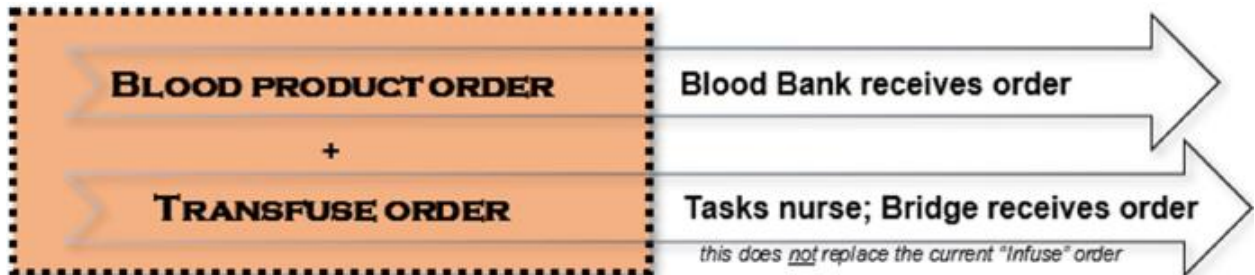 BLOOD PRODUCT ORDER Blood Bank receives order
+
TRANSFUSE ORDER Tasks nurse; Bridge receives order
this does not replace the current "Infuse" order